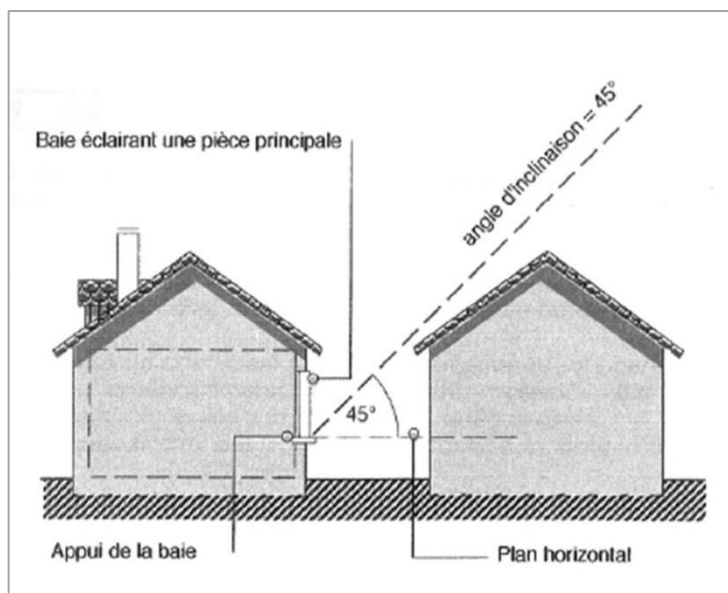 Baie éclairant une pièce principale
angle d'inclinaison = 45°
45°
Appui de la baie
Plan horizontal